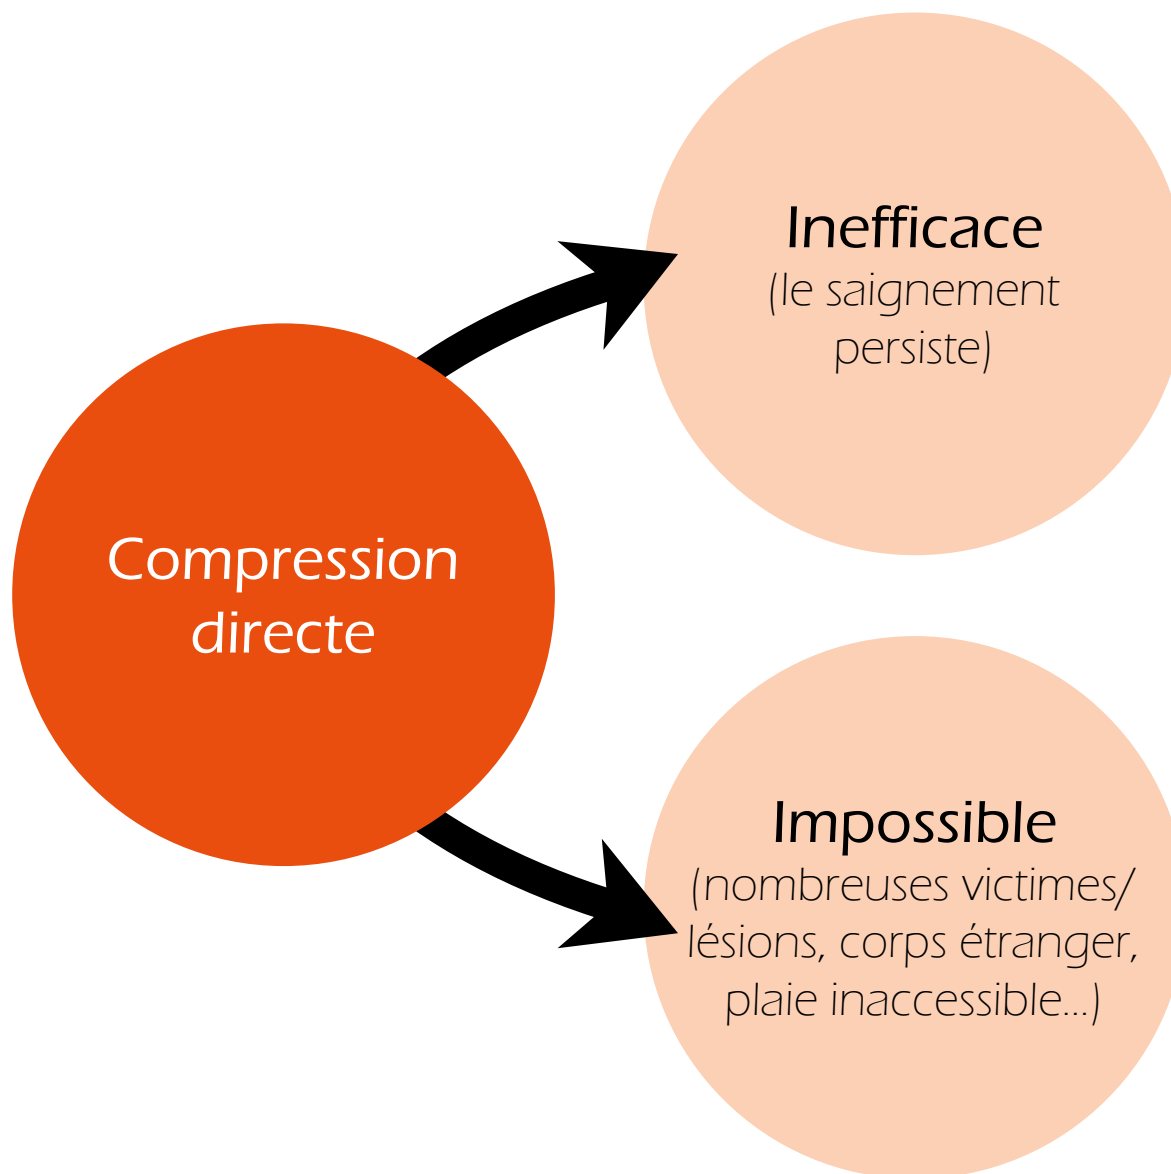 Compression
directe
Inefficace
(le saignement
persiste)
Impossible
(nombreuses victimes/
lésions, corps étranger,
plaie inaccessible...)